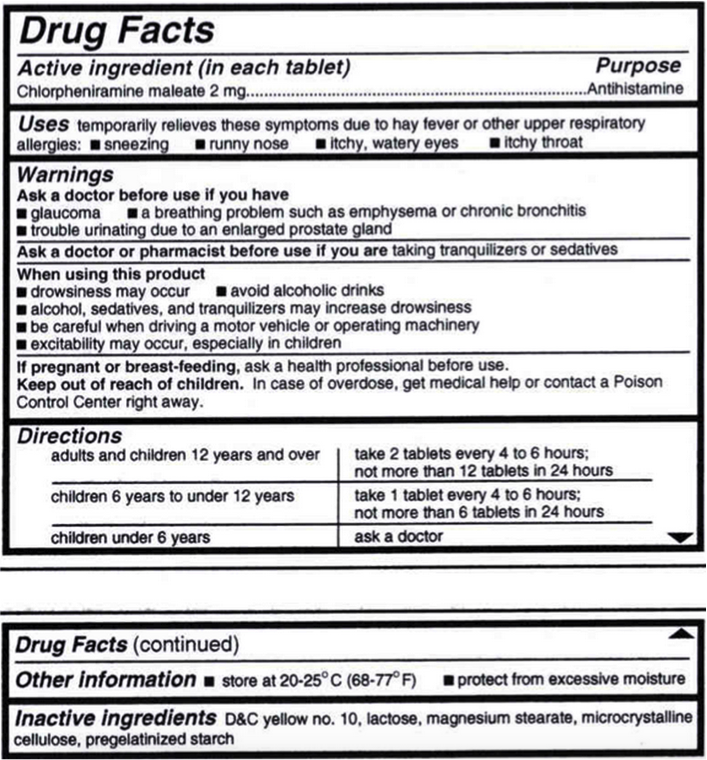 Drug Facts
Active ingredient (in each tablet) Purpose
Chlorpheniramine maleate 2 mg..........................................................................Antihistamine
Uses temporarily relieves these symptoms due to hay fever or other upper respiratory
allergies: ■ sneezing ■ runny nose ■ itchy, watery eyes ■ itchy throat
Warnings
Ask a doctor before use if you have
■ glaucoma ■ a breathing problem such as emphysema or chronic bronchitis
■ trouble urinating due to an enlarged prostate gland
Ask a doctor or pharmacist before use if you are taking tranquilizers or sedatives
When using this product
■ drowsiness may occur ■ avoid alcoholic drinks
■ alcohol, sedatives, and tranquilizers may increase drowsiness
■ be careful when driving a motor vehicle or operating machinery
■ excitability may occur, especially in children
If pregnant or breast-feeding, ask a health professional before use.
Keep out of reach of children. In case of overdose, get medical help or contact a Poison
Control Center right away.
Directions
adults and children 12 years and over take 2 tablets every 4 to 6 hours;
not more than 12 tablets in 24 hours
children 6 years to under 12 years take 1 tablet every 4 to 6 hours;
not more than 6 tablets in 24 hours
children under 6 years ask a doctor
Drug Facts (continued)
Other information ■ store at 20-25°C (68-77°F) ■ protect from excessive moisture
Inactive ingredients D&C yellow no. 10, lactose, magnesium stearate, microcrystalline
cellulose, pregelatinized starch